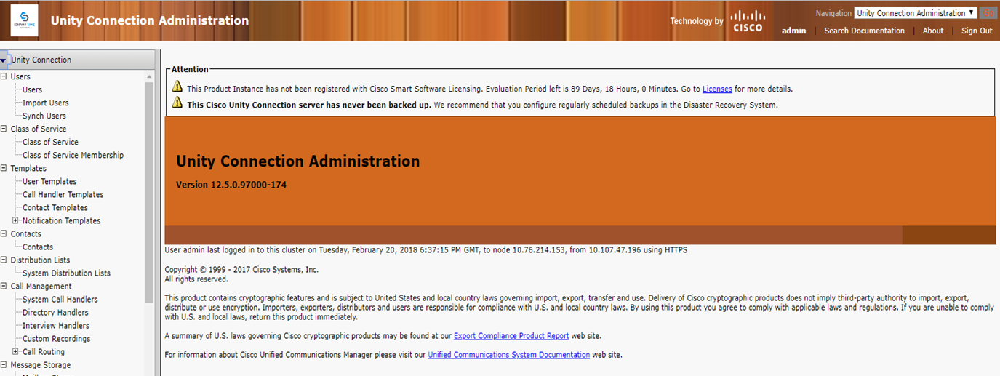 COMPANY NAME
Unity Connection Administration
Technology by
CISCO
Navigation Unity Connection Administration Go
admin | Search Documentation | About | Sign Out
Unity Connection
Users
Users
Import Users
Synch Users
Class of Service
Class of Service
Class of Service Membership
Templates
User Templates
Call Handler Templates
Contact Templates
Notification Templates
Contacts
Contacts
Distribution Lists
System Distribution Lists
Call Management
System Call Handlers
Directory Handlers
Interview Handlers
Custom Recordings
Call Routing
Message Storage
Attention
This Product Instance has not been registered with Cisco Smart Software Licensing. Evaluation Period left is 89 Days, 18 Hours, 0 Minutes. Go to Licenses for more details.
This Cisco Unity Connection server has never been backed up. We recommend that you configure regularly scheduled backups in the Disaster Recovery System.
Unity Connection Administration
Version 12.5.0.97000-174
User admin last logged in to this cluster on Tuesday, February 20, 2018 6:37:15 PM GMT, to node 10.76.214.153, from 10.107.47.196 using HTTPS
Copyright © 1999 - 2017 Cisco Systems, Inc.
All rights reserved.
This product contains cryptographic features and is subject to United States and local country laws governing import, export, transfer and use. Delivery of Cisco cryptographic products does not imply third-party authority to import, export,
distribute or use encryption. Importers, exporters, distributors and users are responsible for compliance with U.S. and local country laws. By using this product you agree to comply with applicable laws and regulations. If you are unable to comply
with U.S. and local laws, return this product immediately.
A summary of U.S. laws governing Cisco cryptographic products may be found at our Export Compliance Product Report web site.
For information about Cisco Unified Communications Manager please visit our Unified Communications System Documentation web site.